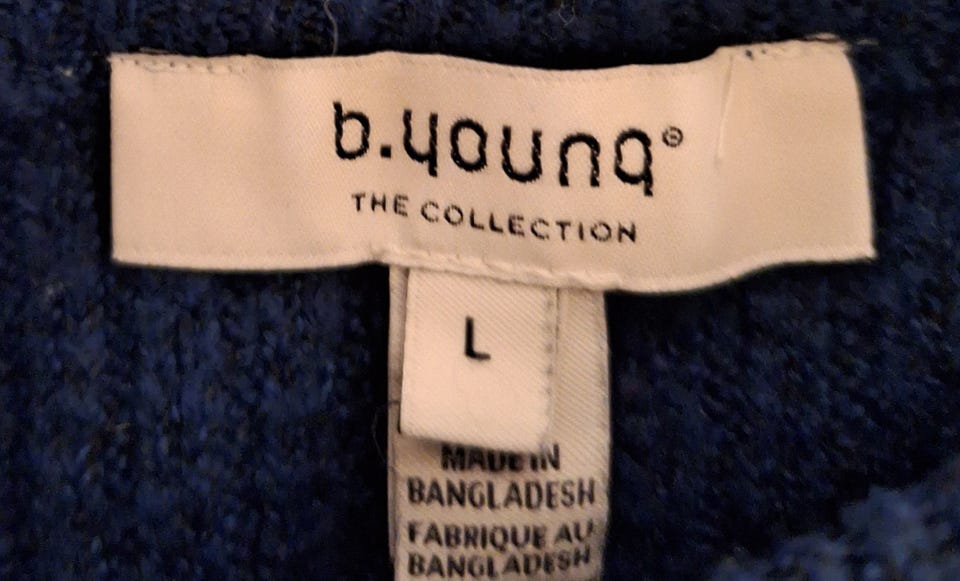 b.young®
THE COLLECTION
L
MADE IN
BANGLADESH
FABRIQUE AU
BANGLADESH